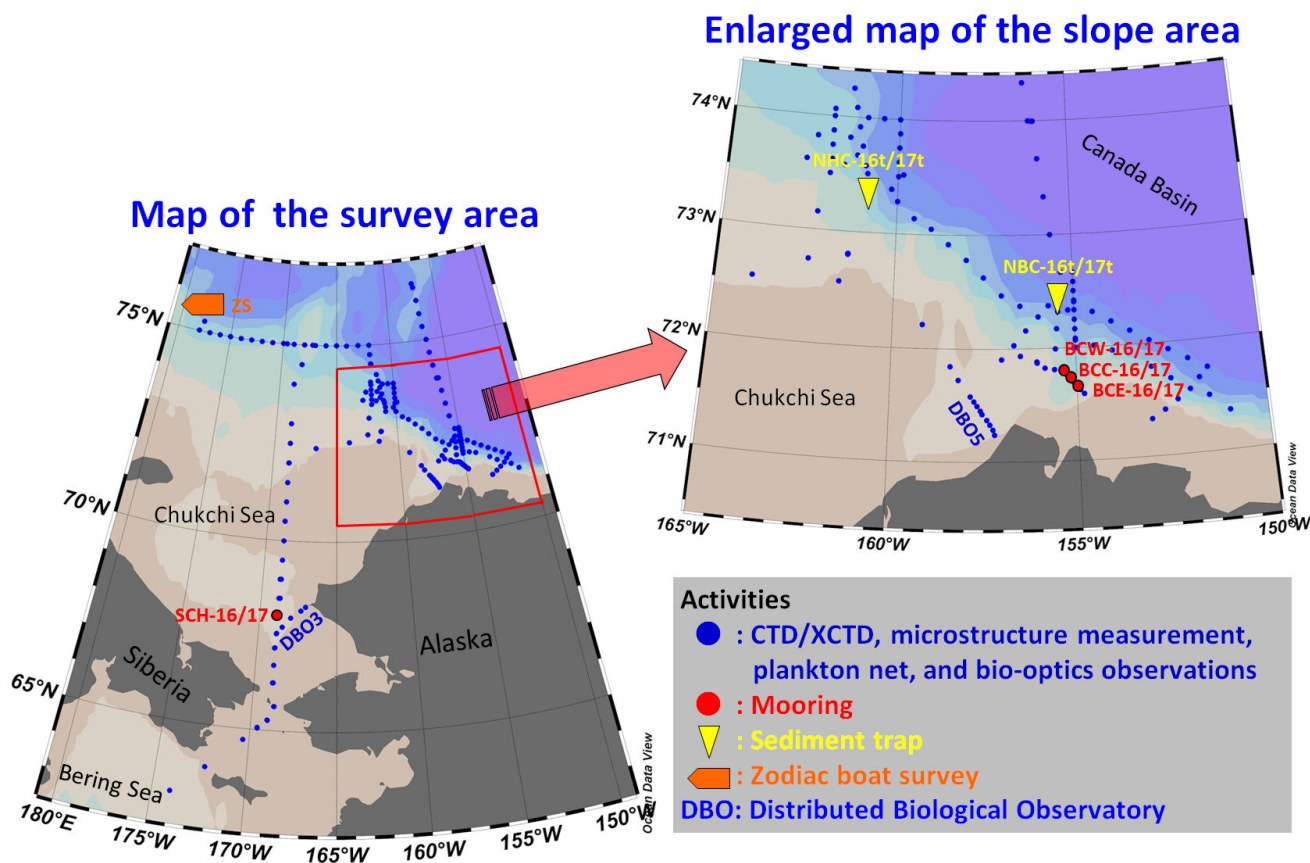 Enlarged map of the slope area
74°N
73°N
72°N
71°N
165°W
160°W
155°W
150°W
NHC-16t/17t
NBC-16t/17t
Canada Basin
BCW-16/17
BCC-16/17
BCE-16/17
Chukchi Sea
DBO5
Ocean Data View
Map of the survey area
75°N
70°N
65°N
ZS
Chukchi Sea
SCH-16/17
DBO3
Siberia
Alaska
Bering Sea
180°E
175°W
170°W
165°W
160°W
155°W
150°W
Ocean Data View
Activities
: CTD/XCTD, microstructure measurement,
plankton net, and bio-optics observations
: Mooring
: Sediment trap
: Zodiac boat survey
DBO: Distributed Biological Observatory